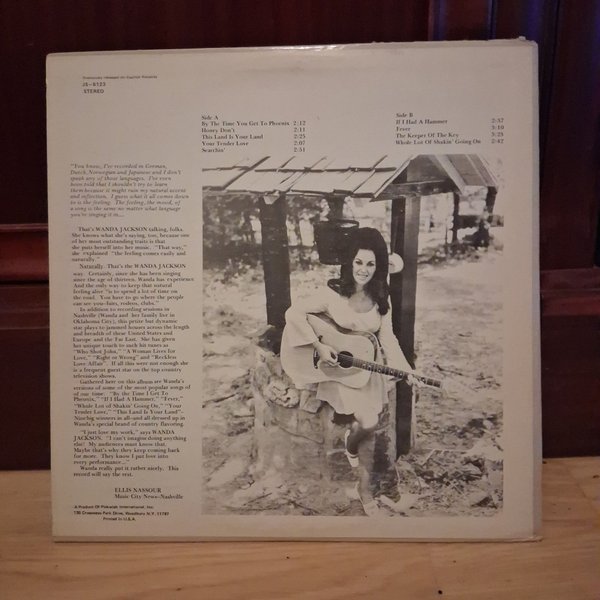 Previously released on Capitol Records
JS-6123
STEREO
Side A
By The Time You Get To Phoenix 2:12
Honey Don't 2:11
This Land Is Your Land 2:25
Your Tender Love 2:07
Searchin' 2:31
Side B
If I Had A Hammer 2:37
Fever 3:10
The Keeper Of The Key 3:25
Whole Lot Of Shakin' Going On 2:42
"You know, I've recorded in German,
Dutch, Norwegian and Japanese and I don't
speak any of those languages. I've even
been told that I shouldn't try to learn
them because it might ruin my natural accent
and inflection. I guess what it all comes down
to is the feeling. The feeling, the mood, of
a song is the same no matter what language
you're singing it in....
That's WANDA JACKSON talking, folks.
She knows what she's saying, too, because one
of her most outstanding traits is that
she puts herself into her music. "That way,"
she explained "the feeling comes easily and
naturally."
Naturally. That's the WANDA JACKSON
way. Certainly, since she has been singing
since the age of thirteen, Wanda has experience
And the only way to keep that natural
feeling alive "is to spend a lot of time on
the road. You have to go where the people
can see you-fairs, rodeos, clubs."
In addition to recording sessions in
Nashville (Wanda and her family live in
Oklahoma City), this petite but dynamic
star plays to jammed houses across the length
and breadth of these United States and
Europe and the Far East. She has given
her unique touch to such hit tunes as
"Who Shot John," "A Woman Lives for
Love," "Right or Wrong" and "Reckless
Love Affair". If all this were not enough she
is a frequent guest star on the top country
television shows.
Gathered here on this album are Wanda's
versions of some of the most popular songs of
of our time. "By the Time I Get To
Phoenix," "If I Had A Hammer," "Fever,"
"Whole Lot of Shakin' Going On," "Your
Tender Love," "This Land Is Your Land"-
Nine big winners in all-and all dressed up in
Wanda's special brand of country flavoring.
"I just love my work," says WANDA
JACKSON. "I can't imagine doing anything
else! My audiences must know that.
Maybe that's why they keep coming back
for more. They know I put love into
every performance...."
Wanda really put it rather nicely. This
record will say the rest.
ELLIS NASSOUR
Music City News-Nashville
A Product Of Pickwick International, Inc.
135 Crossways Park Drive, Woodbury N.Y. 11797
Printed in U.S.A.